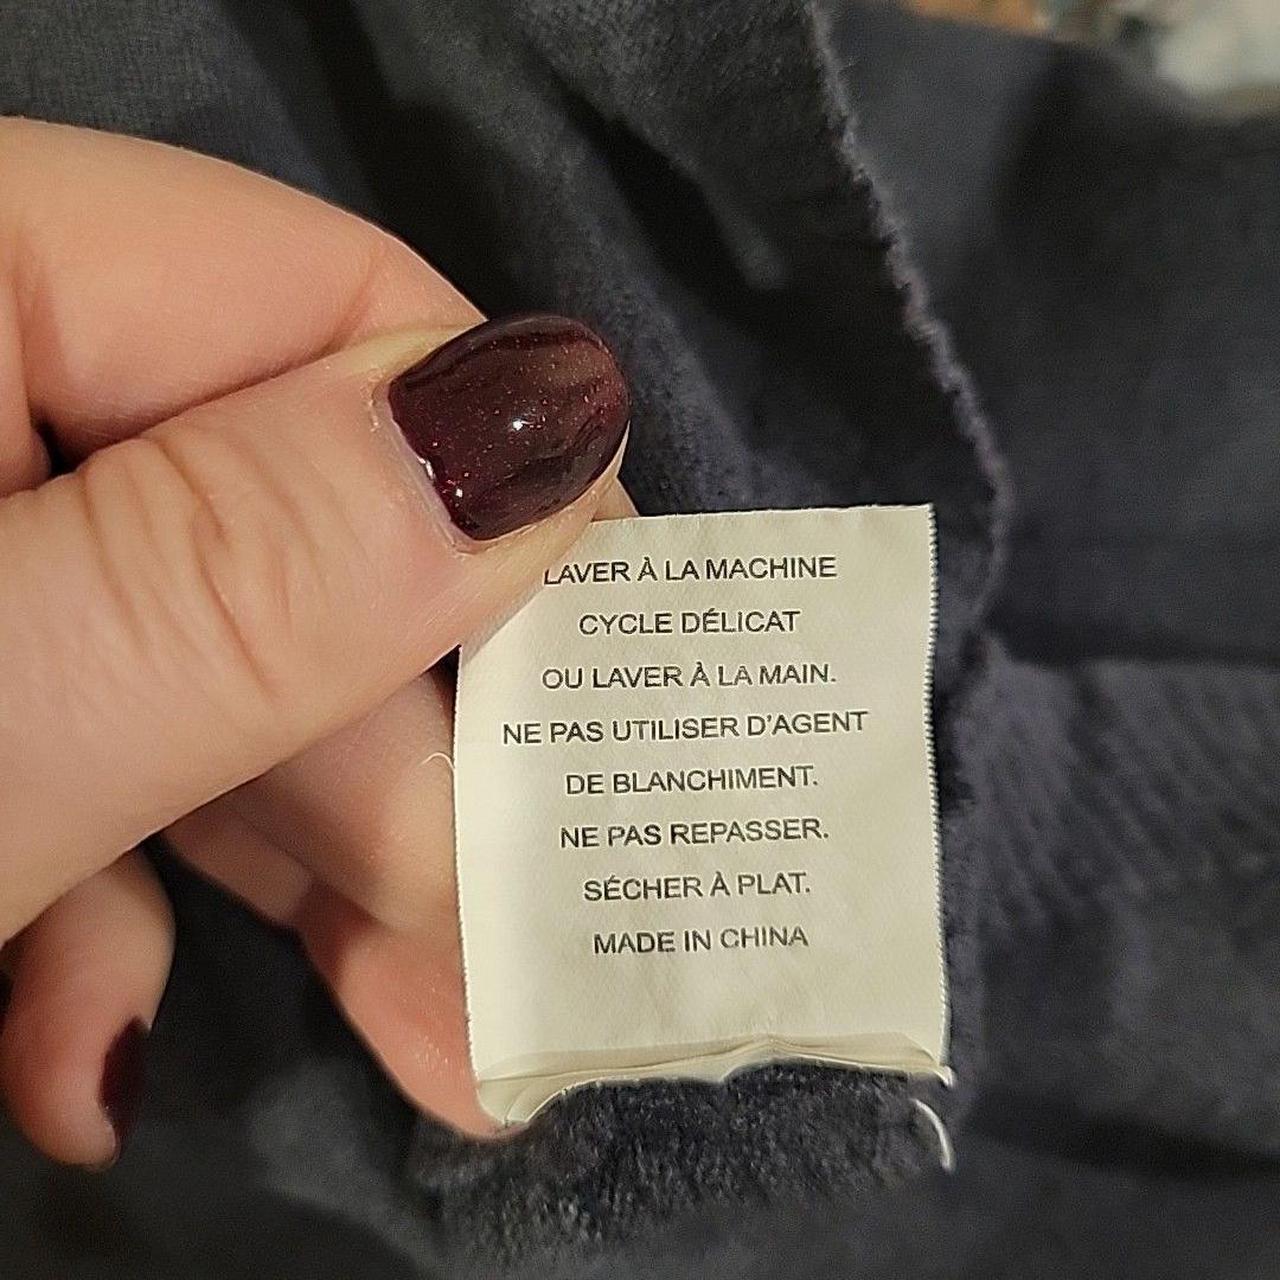 LAVER À LA MACHINE
CYCLE DÉLICAT
OU LAVER À LA MAIN.
NE PAS UTILISER D'AGENT
DE BLANCHIMENT.
NE PAS REPASSER.
SÉCHER À PLAT.
MADE IN CHINA